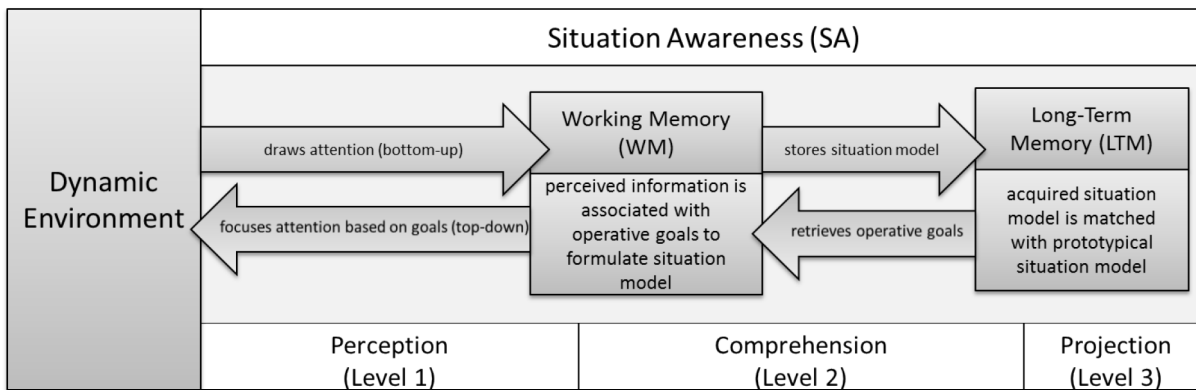 Situation Awareness (SA)
Dynamic
Environment
draws attention (bottom-up)
focuses attention based on goals (top-down)
Working Memory
(WM)
perceived information is
associated with
operative goals to
formulate situation
model
stores situation model
retrieves operative goals
Long-Term
Memory (LTM)
acquired situation
model is matched
with prototypical
situation model
Perception
(Level 1)
Comprehension
(Level 2)
Projection
(Level 3)